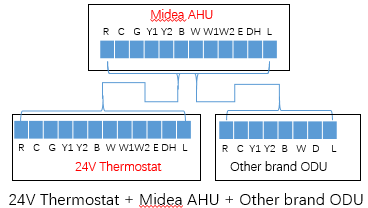 Midea AHU
R C G Y1 Y2 B W W1W2 E DH L
R C G Y1 Y2 B W W1W2 E DH L
R C Y1 Y2 B W D L
24V Thermostat
Other brand ODU
24V Thermostat + Midea AHU + Other brand ODU